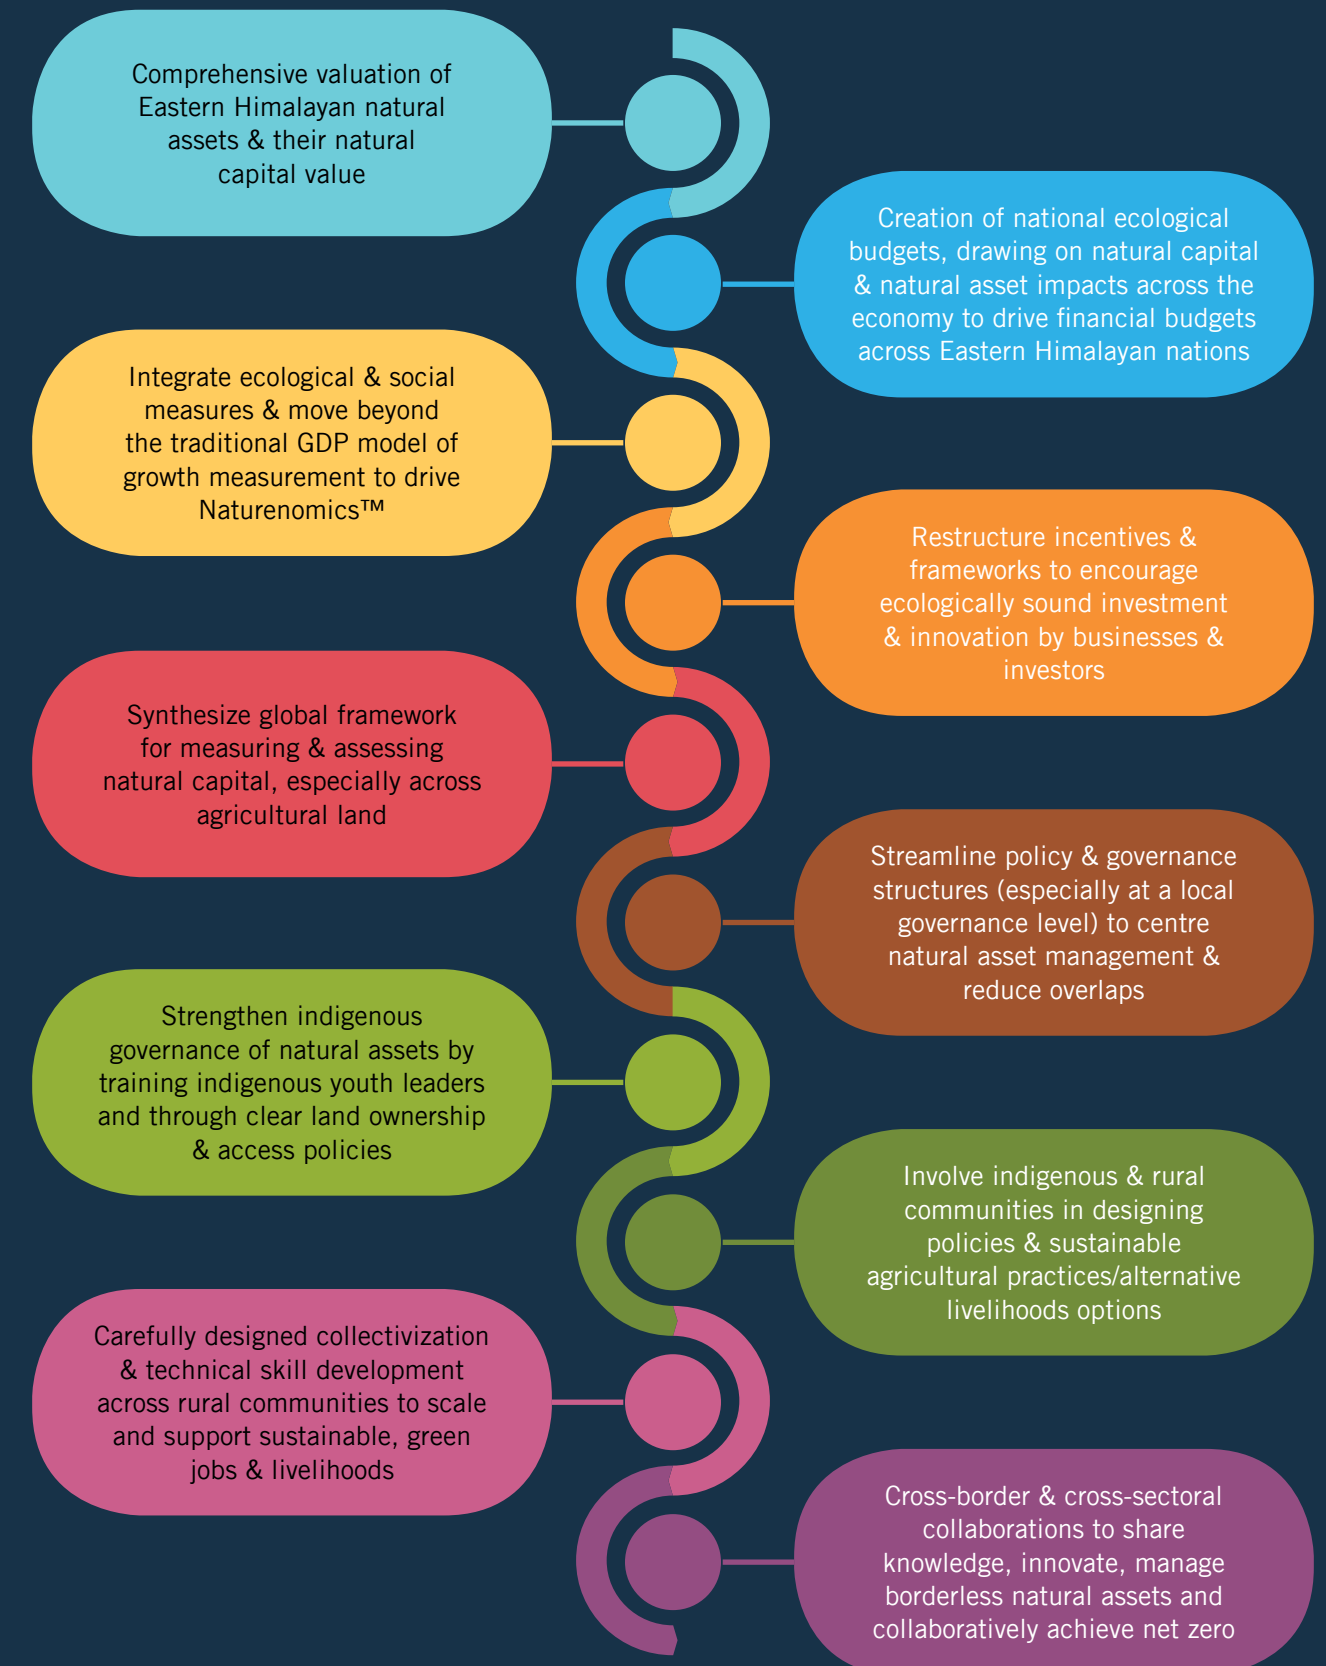 Comprehensive valuation of
Eastern Himalayan natural
assets & their natural
capital value
Creation of national ecological
budgets, drawing on natural capital
& natural asset impacts across the
economy to drive financial budgets
across Eastern Himalayan nations
Integrate ecological & social
measures & move beyond
the traditional GDP model of
growth measurement to drive
Naturenomics™
Restructure incentives &
frameworks to encourage
ecologically sound investment
& innovation by businesses &
investors
Synthesize global framework
for measuring & assessing
natural capital, especially across
agricultural land
Streamline policy & governance
structures (especially at a local
governance level) to centre
natural asset management &
reduce overlaps
Strengthen indigenous
governance of natural assets by
training indigenous youth leaders
and through clear land ownership
& access policies
Involve indigenous & rural
communities in designing
policies & sustainable
agricultural practices/alternative
livelihoods options
Carefully designed collectivization
& technical skill development
across rural communities to scale
and support sustainable, green
jobs & livelihoods
Cross-border & cross-sectoral
collaborations to share
knowledge, innovate, manage
borderless natural assets and
collaboratively achieve net zero